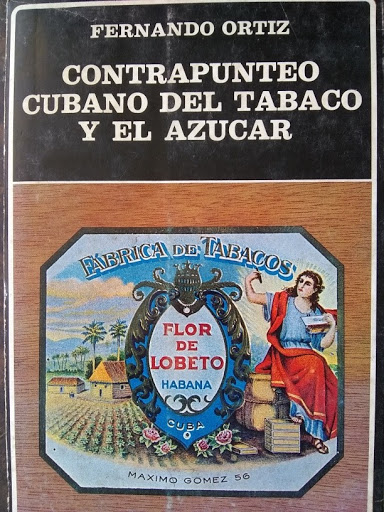 FERNANDO ORTIZ
CONTRAPUNTEO
CUBANO DEL TABACO
Y EL AZUCAR
FABRICA DE TABACOS
FLOR
DE
LOBETO
HABANA
CUBA
MAXIMO GOMEZ 56